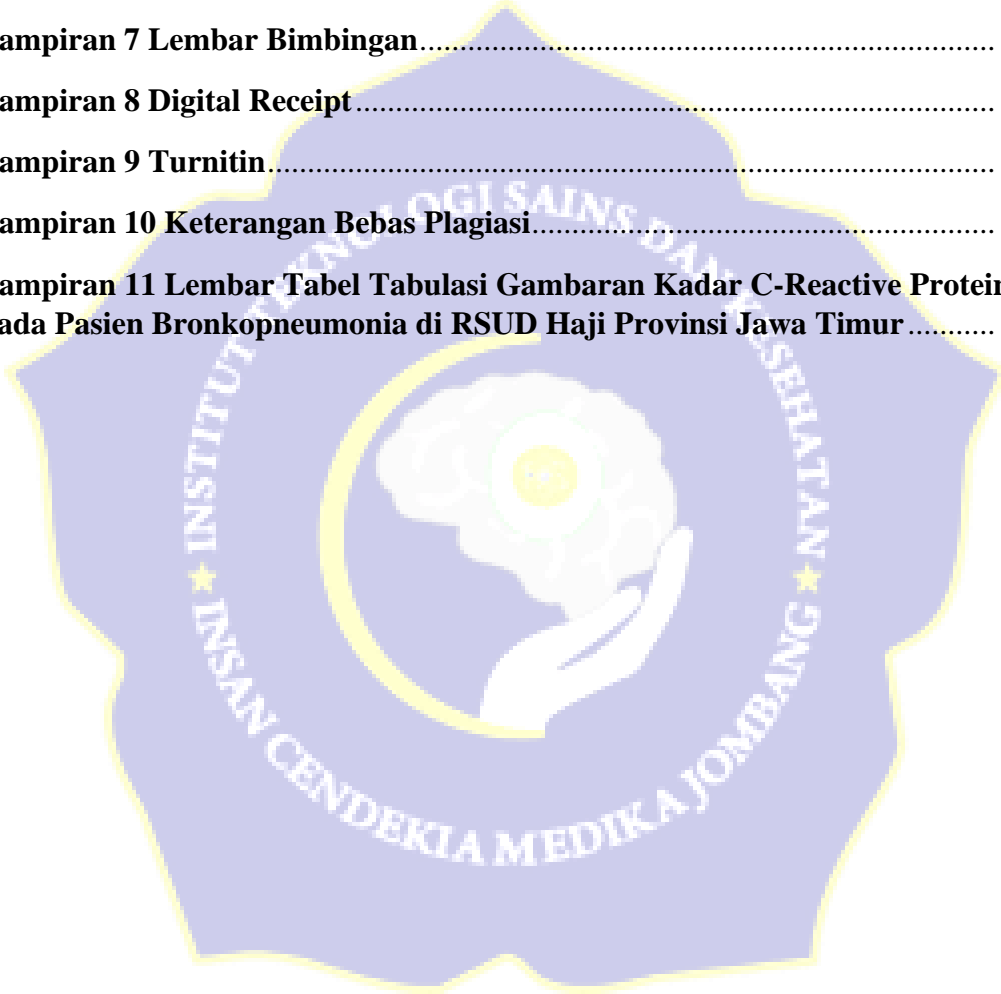 ampiran 7 Lembar Bimbingan
ampiran 8 Digital Receipt
ampiran 9 Turnitin
ampiran 10 Keterangan Bebas Plagiasi
ampiran 11 Lembar Tabel Tabulasi Gambaran Kadar C-Reactive Protein
ada Pasien Bronkopneumonia di RSUD Haji Provinsi Jawa Timur
INSTITUT TEKNOLOGI SAINS DAN KESEHATAN
INSAN CENDEKIA MEDIKA JOMBANG